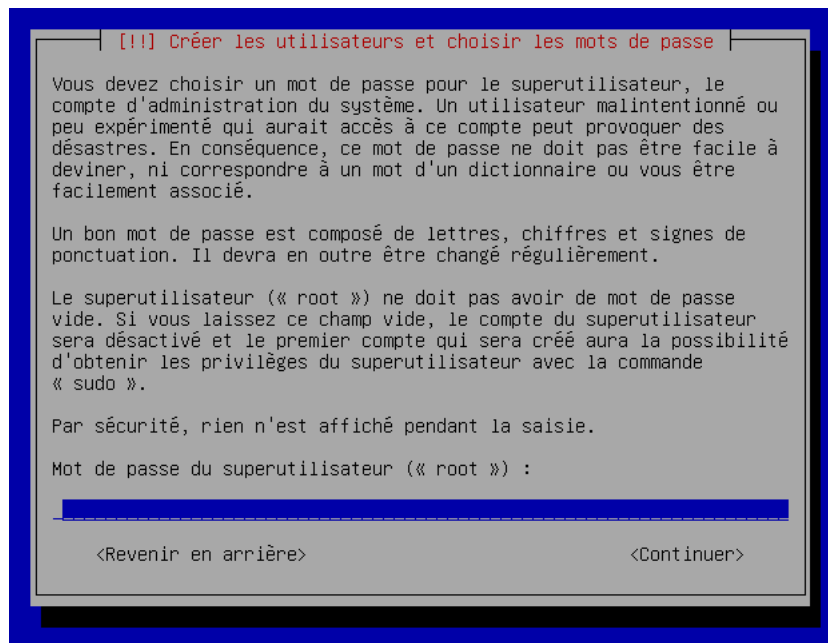 [!!] Créer les utilisateurs et choisir les mots de passe
Vous devez choisir un mot de passe pour le superutilisateur, le
compte d'administration du système. Un utilisateur malintentionné ou
peu expérimenté qui aurait accès à ce compte peut provoquer des
désastres. En conséquence, ce mot de passe ne doit pas être facile à
deviner, ni correspondre à un mot d'un dictionnaire ou vous être
facilement associé.
Un bon mot de passe est composé de lettres, chiffres et signes de
ponctuation. Il devra en outre être changé régulièrement.
Le superutilisateur (« root ») ne doit pas avoir de mot de passe
vide. Si vous laissez ce champ vide, le compte du superutilisateur
sera désactivé et le premier compte qui sera créé aura la possibilité
d'obtenir les privilèges du superutilisateur avec la commande
« sudo ».
Par sécurité, rien n'est affiché pendant la saisie.
Mot de passe du superutilisateur (« root ») :
<Revenir en arrière> <Continuer>